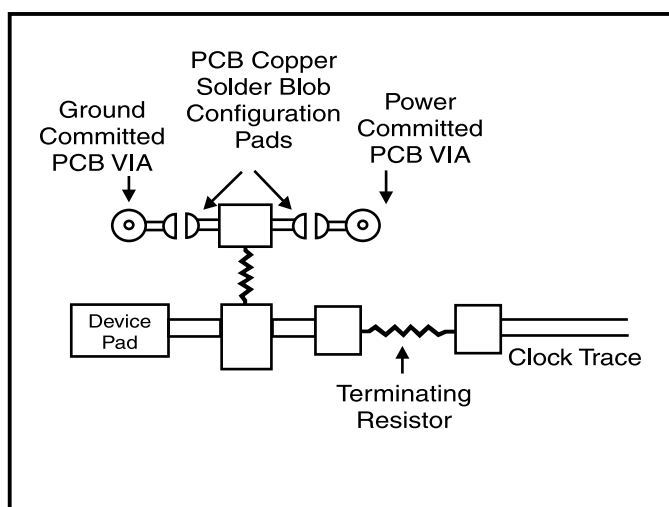 PCB Copper
Solder Blob
Configuration
Pads
Ground
Committed
PCB VIA
Power
Committed
PCB VIA
Device
Pad
Clock Trace
Terminating
Resistor